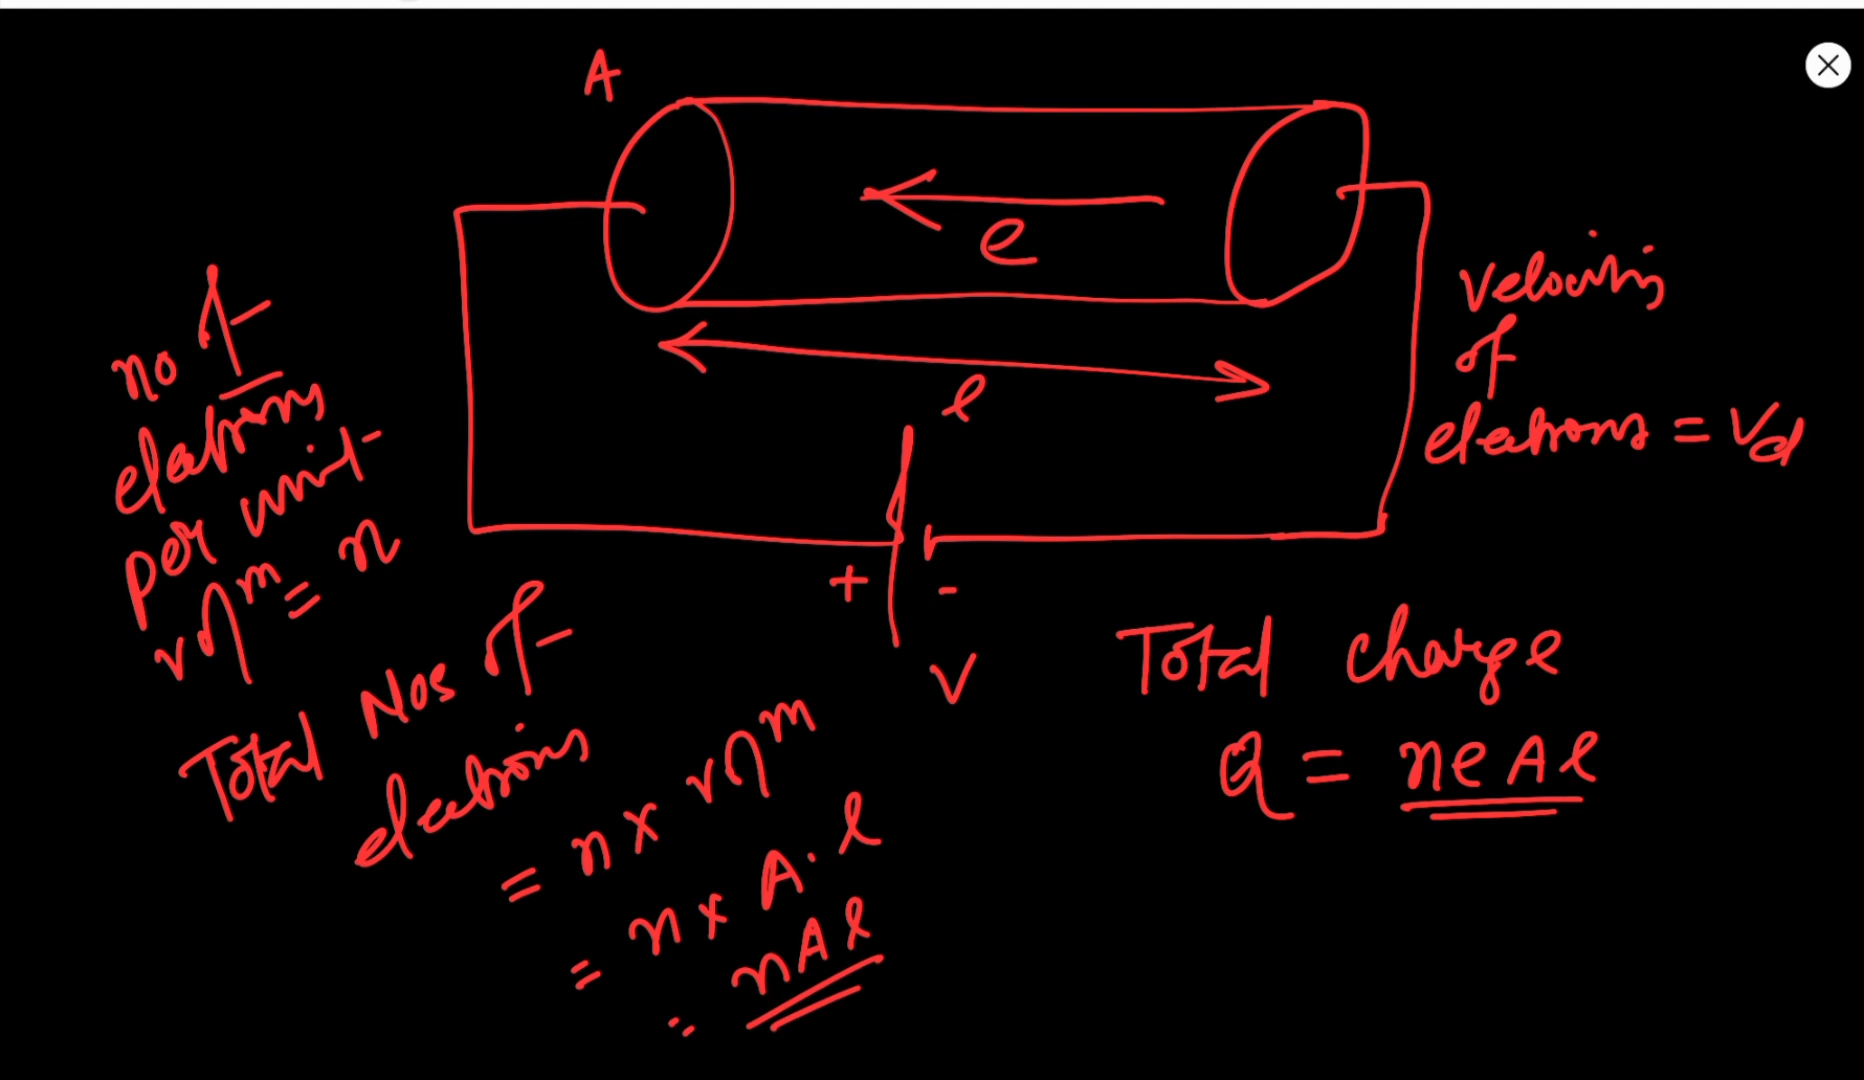 A
e
l
no of
electrons
per unit
vol^m = n
velocity
of
electrons = Vd
+ -
V
Total Nos of
electrons
= n x vol^m
= n x A . l
= nAl
Total charge
Q = neAl